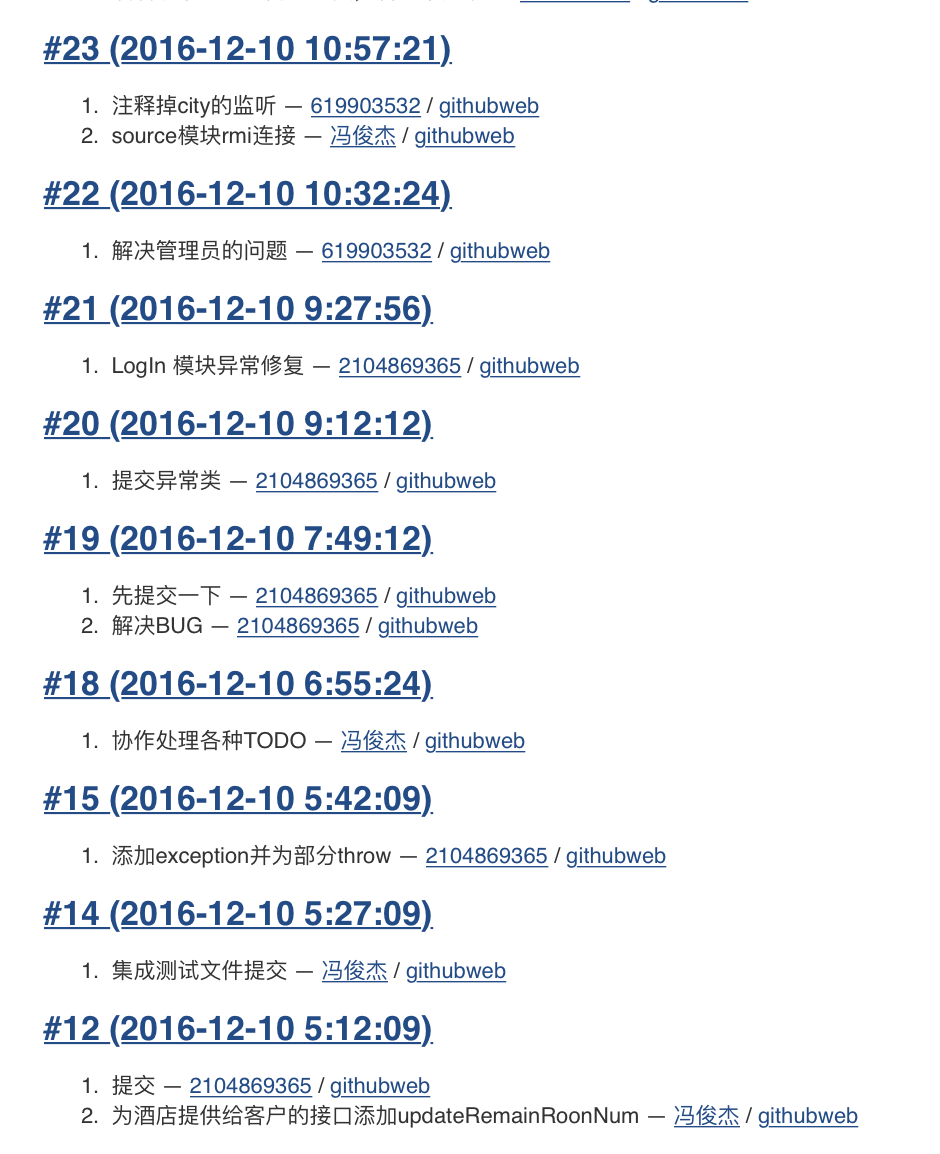 #23 (2016-12-10 10:57:21)
1. 注释掉city的监听 — 619903532 / githubweb
2. source模块rmi连接 — 冯俊杰 / githubweb
#22 (2016-12-10 10:32:24)
1. 解决管理员的问题 — 619903532 / githubweb
#21 (2016-12-10 9:27:56)
1. LogIn 模块异常修复 — 2104869365 / githubweb
#20 (2016-12-10 9:12:12)
1. 提交异常类 — 2104869365 / githubweb
#19 (2016-12-10 7:49:12)
1. 先提交一下 — 2104869365 / githubweb
2. 解决BUG — 2104869365 / githubweb
#18 (2016-12-10 6:55:24)
1. 协作处理各种TODO — 冯俊杰 / githubweb
#15 (2016-12-10 5:42:09)
1. 添加exception并为部分throw — 2104869365 / githubweb
#14 (2016-12-10 5:27:09)
1. 集成测试文件提交 — 冯俊杰 / githubweb
#12 (2016-12-10 5:12:09)
1. 提交 — 2104869365 / githubweb
2. 为酒店提供给客户的接口添加updateRemainRoonNum — 冯俊杰 / githubweb